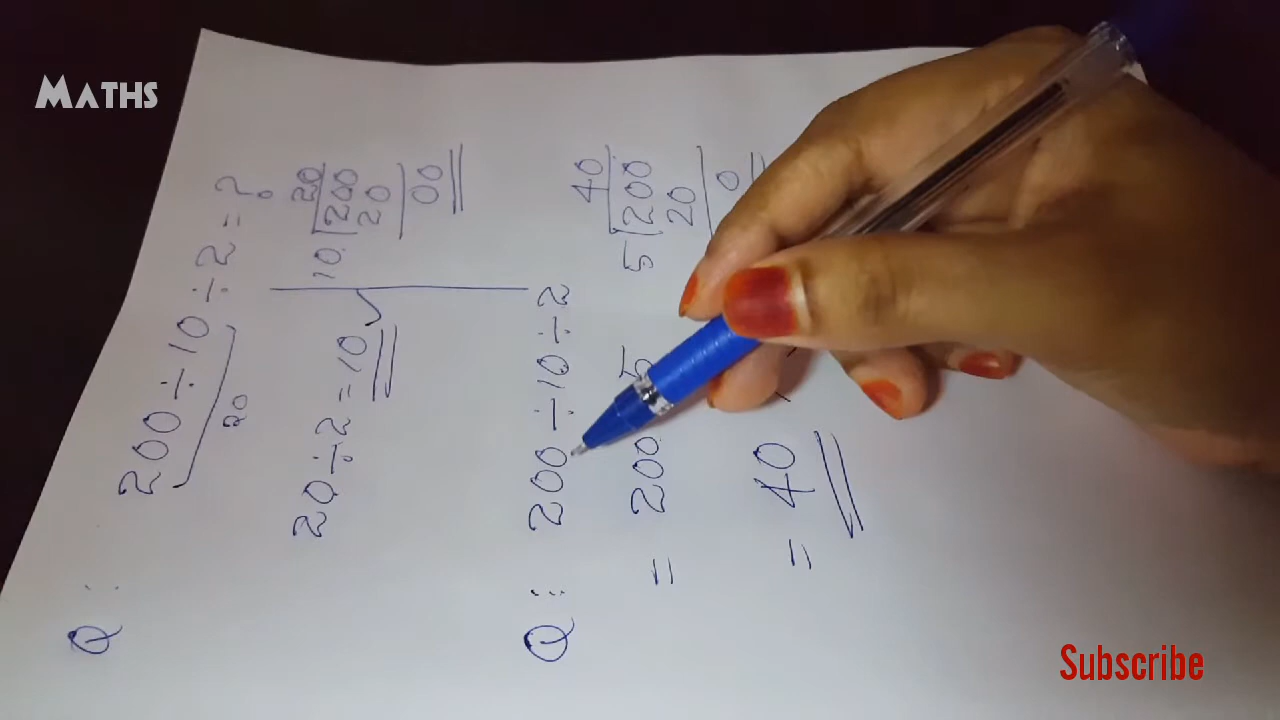 MATHS
Q : 200 ÷ 10 ÷ 2 = ?
20
20 ÷ 2 = 10
20
10 200
20
00
Q : 200 ÷ 10 ÷ 2
= 200 5
= 40
40
5 200
20
0
Subscribe